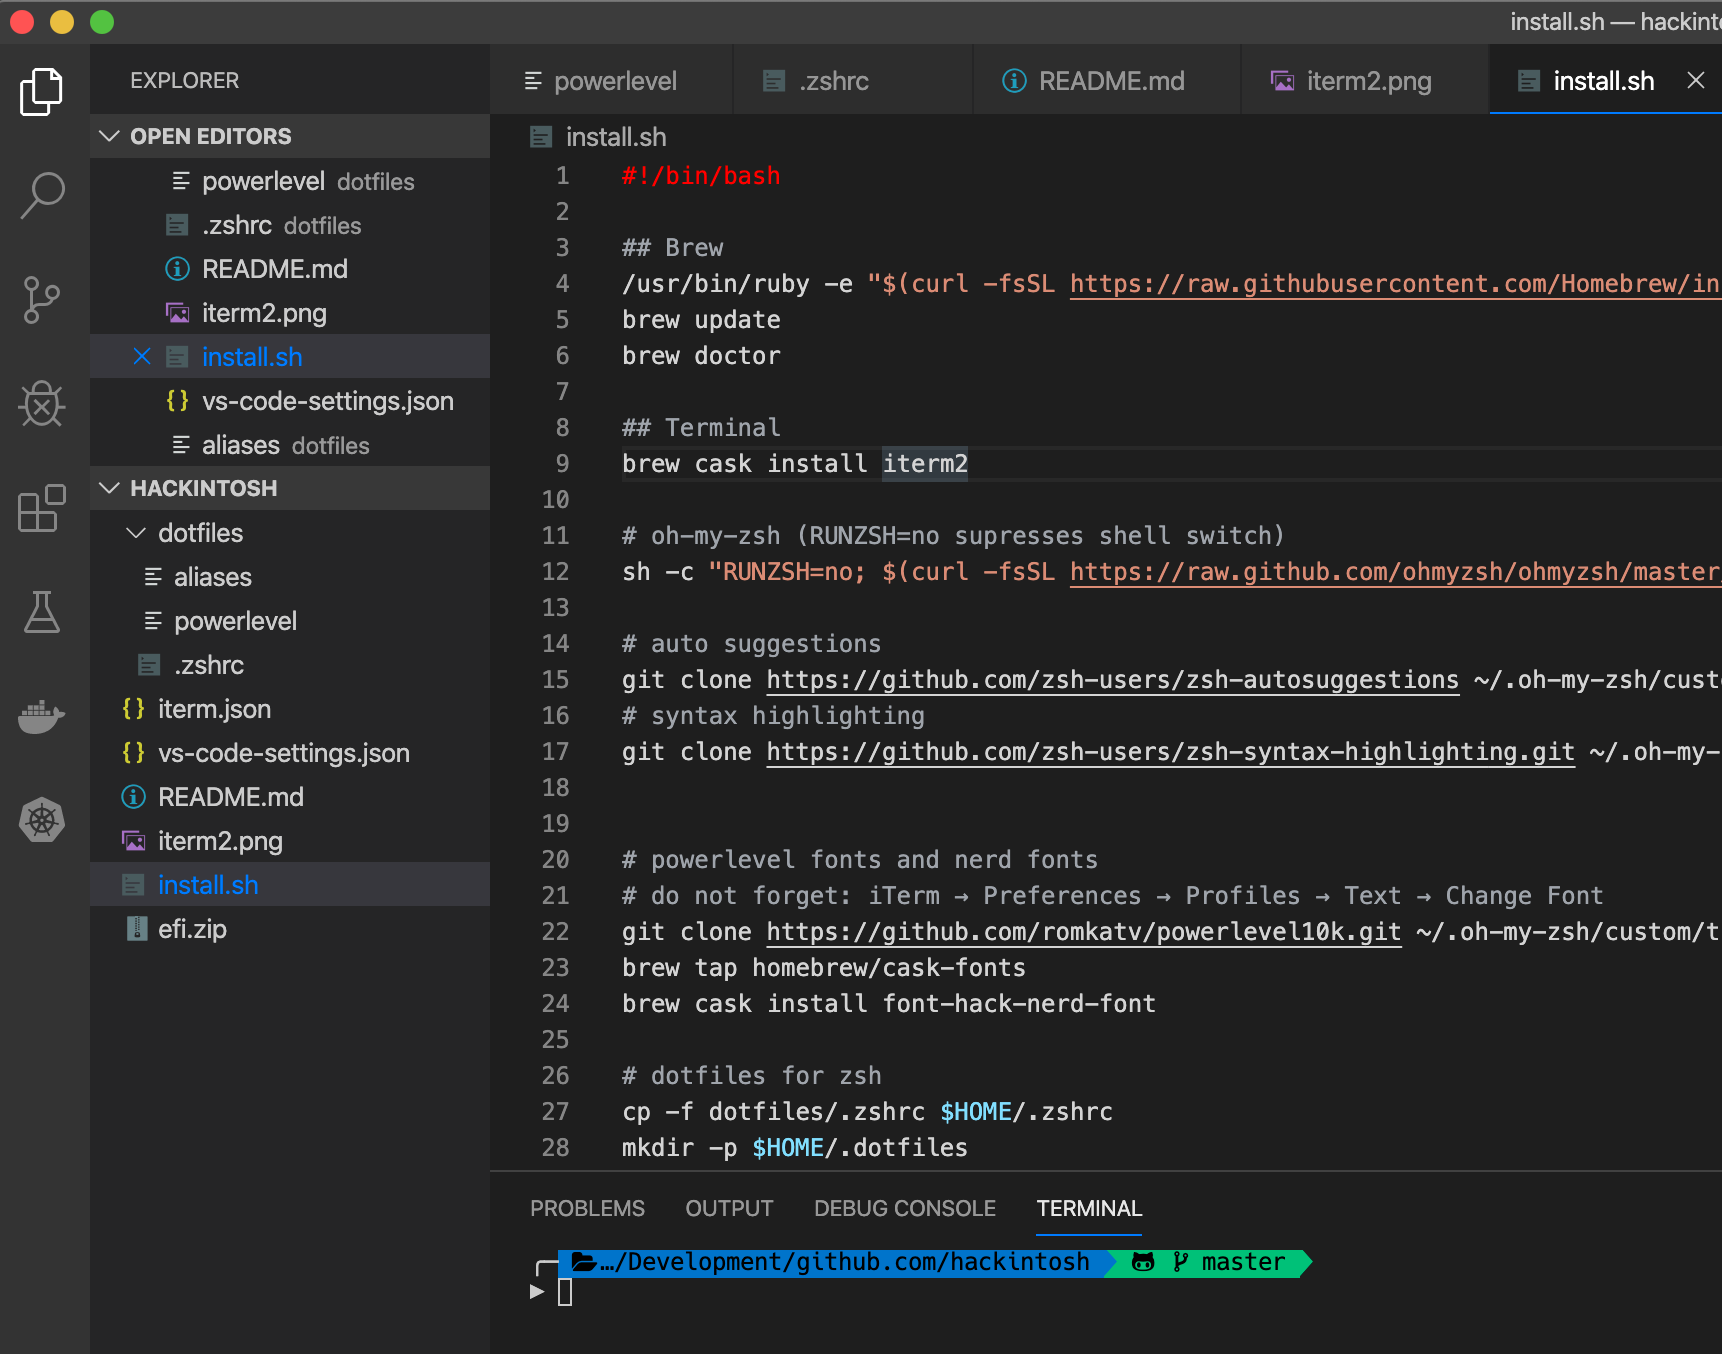 install.sh — hackinto
EXPLORER
OPEN EDITORS
powerlevel dotfiles
.zshrc dotfiles
README.md
iterm2.png
install.sh
{} vs-code-settings.json
aliases dotfiles
HACKINTOSH
dotfiles
aliases
powerlevel
.zshrc
{} iterm.json
{} vs-code-settings.json
README.md
iterm2.png
install.sh
efi.zip
powerlevel .zshrc README.md iterm2.png install.sh
install.sh
1 #!/bin/bash
2
3 ## Brew
4 /usr/bin/ruby -e "$(curl -fsSL https://raw.githubusercontent.com/Homebrew/in
5 brew update
6 brew doctor
7
8 ## Terminal
9 brew cask install iterm2
10
11 # oh-my-zsh (RUNZSH=no supresses shell switch)
12 sh -c "RUNZSH=no; $(curl -fsSL https://raw.github.com/ohmyzsh/ohmyzsh/master/
13
14 # auto suggestions
15 git clone https://github.com/zsh-users/zsh-autosuggestions ~/.oh-my-zsh/custo
16 # syntax highlighting
17 git clone https://github.com/zsh-users/zsh-syntax-highlighting.git ~/.oh-my-
18
19
20 # powerlevel fonts and nerd fonts
21 # do not forget: iTerm → Preferences → Profiles → Text → Change Font
22 git clone https://github.com/romkatv/powerlevel10k.git ~/.oh-my-zsh/custom/t
23 brew tap homebrew/cask-fonts
24 brew cask install font-hack-nerd-font
25
26 # dotfiles for zsh
27 cp -f dotfiles/.zshrc $HOME/.zshrc
28 mkdir -p $HOME/.dotfiles
PROBLEMS OUTPUT DEBUG CONSOLE TERMINAL
…/Development/github.com/hackintosh master